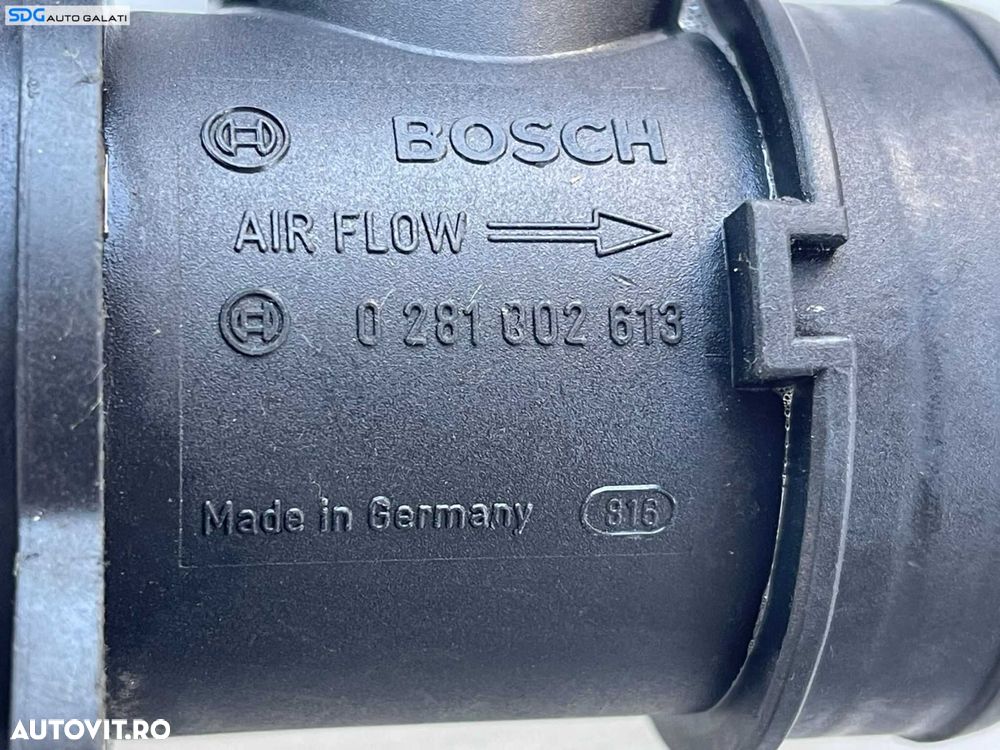 SDG AUTO GALATI
BOSCH
AIR FLOW
0 281 002 613
Made in Germany 816
AUTOVIT.RO